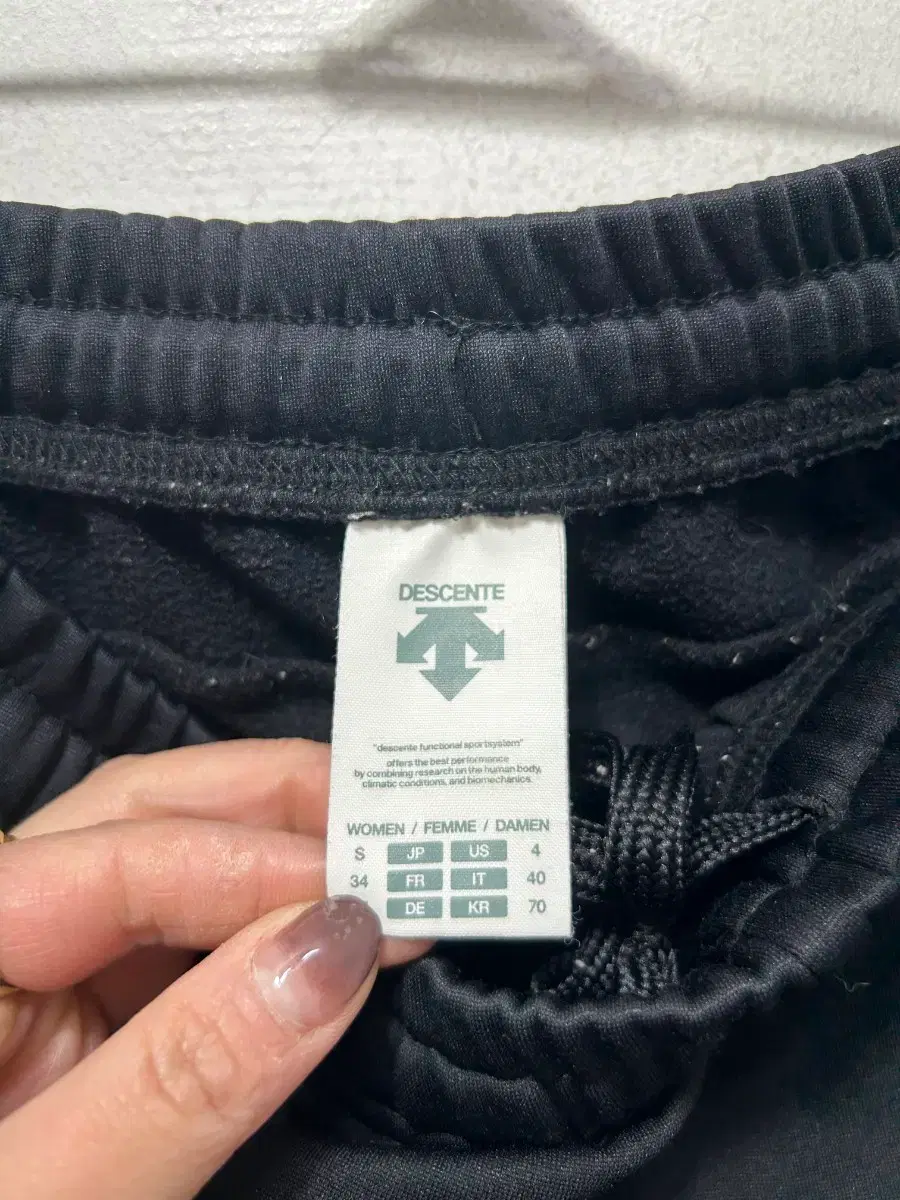 DESCENTE
"descente functional sportsystem"
offers the best performance
by combining research on the human body,
climatic conditions, and biomechanics.
WOMEN / FEMME / DAMEN
S JP US 4
34 FR IT 40
DE KR 70